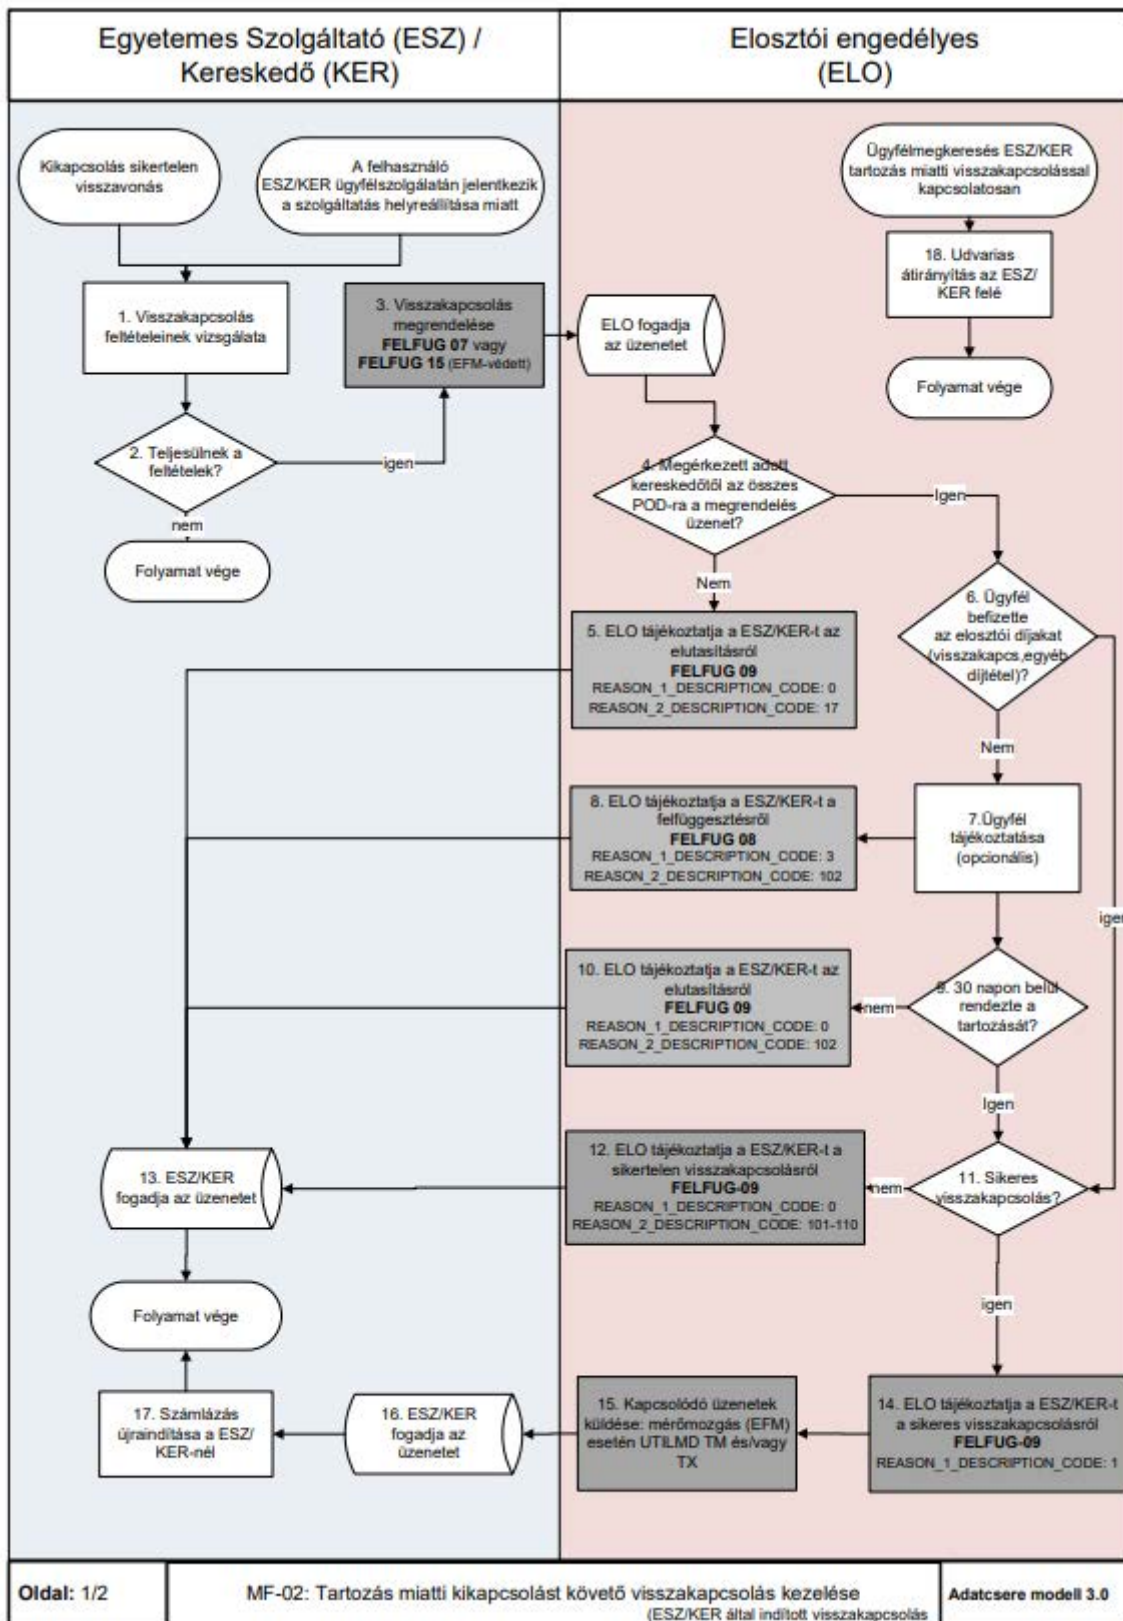 Egyetemes Szolgáltató (ESZ) /
Kereskedő (KER)
Elosztói engedélyes
(ELO)
Kikapcsolás sikertelen
visszavonás
A felhasználó
ESZ/KER ügyfélszolgálatán jelentkezik
a szolgáltatás helyreállítása miatt
Ügyfélmegkeresés ESZ/KER
tartozás miatti visszakapcsolással
kapcsolatosan
1. Visszakapcsolás
feltételeinek vizsgálata
3. Visszakapcsolás
megrendelése
FELFUG 07 vagy
FELFUG 15 (EFM-védett)
ELO fogadja
az üzenetet
18. Udvarias
átirányítás az ESZ/
KER felé
Folyamat vége
2. Teljesülnek a
feltételek?
igen
nem
Folyamat vége
4. Megérkezett adott
kereskedőtől az összes
POD-ra a megrendelés
üzenet?
Igen
Nem
5. ELO tájékoztatja a ESZ/KER-t az
elutasításról
FELFUG 09
REASON_1_DESCRIPTION_CODE: 0
REASON_2_DESCRIPTION_CODE: 17
6. Ügyfél
befizette
az elosztói díjakat
(visszakapcs,egyéb
díjtétel)?
Nem
igen
8. ELO tájékoztatja a ESZ/KER-t a
felfüggesztésről
FELFUG 08
REASON_1_DESCRIPTION_CODE: 3
REASON_2_DESCRIPTION_CODE: 102
7.Ügyfél
tájékoztatása
(opcionális)
10. ELO tájékoztatja a ESZ/KER-t az
elutasításról
FELFUG 09
REASON_1_DESCRIPTION_CODE: 0
REASON_2_DESCRIPTION_CODE: 102
nem
9. 30 napon belül
rendezte a
tartozását?
Igen
13. ESZ/KER
fogadja az üzenetet
12. ELO tájékoztatja a ESZ/KER-t a
sikertelen visszakapcsolásról
FELFUG-09
REASON_1_DESCRIPTION_CODE: 0
REASON_2_DESCRIPTION_CODE: 101-110
nem
11. Sikeres
visszakapcsolás?
igen
Folyamat vége
17. Számlázás
újraindítása a ESZ/
KER-nél
16. ESZ/KER
fogadja az
üzenetet
15. Kapcsolódó üzenetek
küldése: mérőmozgás (EFM)
esetén UTILMD TM és/vagy
TX
14. ELO tájékoztatja a ESZ/KER-t
a sikeres visszakapcsolásról
FELFUG-09
REASON_1_DESCRIPTION_CODE: 1
Oldal: 1/2
MF-02: Tartozás miatti kikapcsolást követő visszakapcsolás kezelése
(ESZ/KER által indított visszakapcsolás
Adatcsere modell 3.0